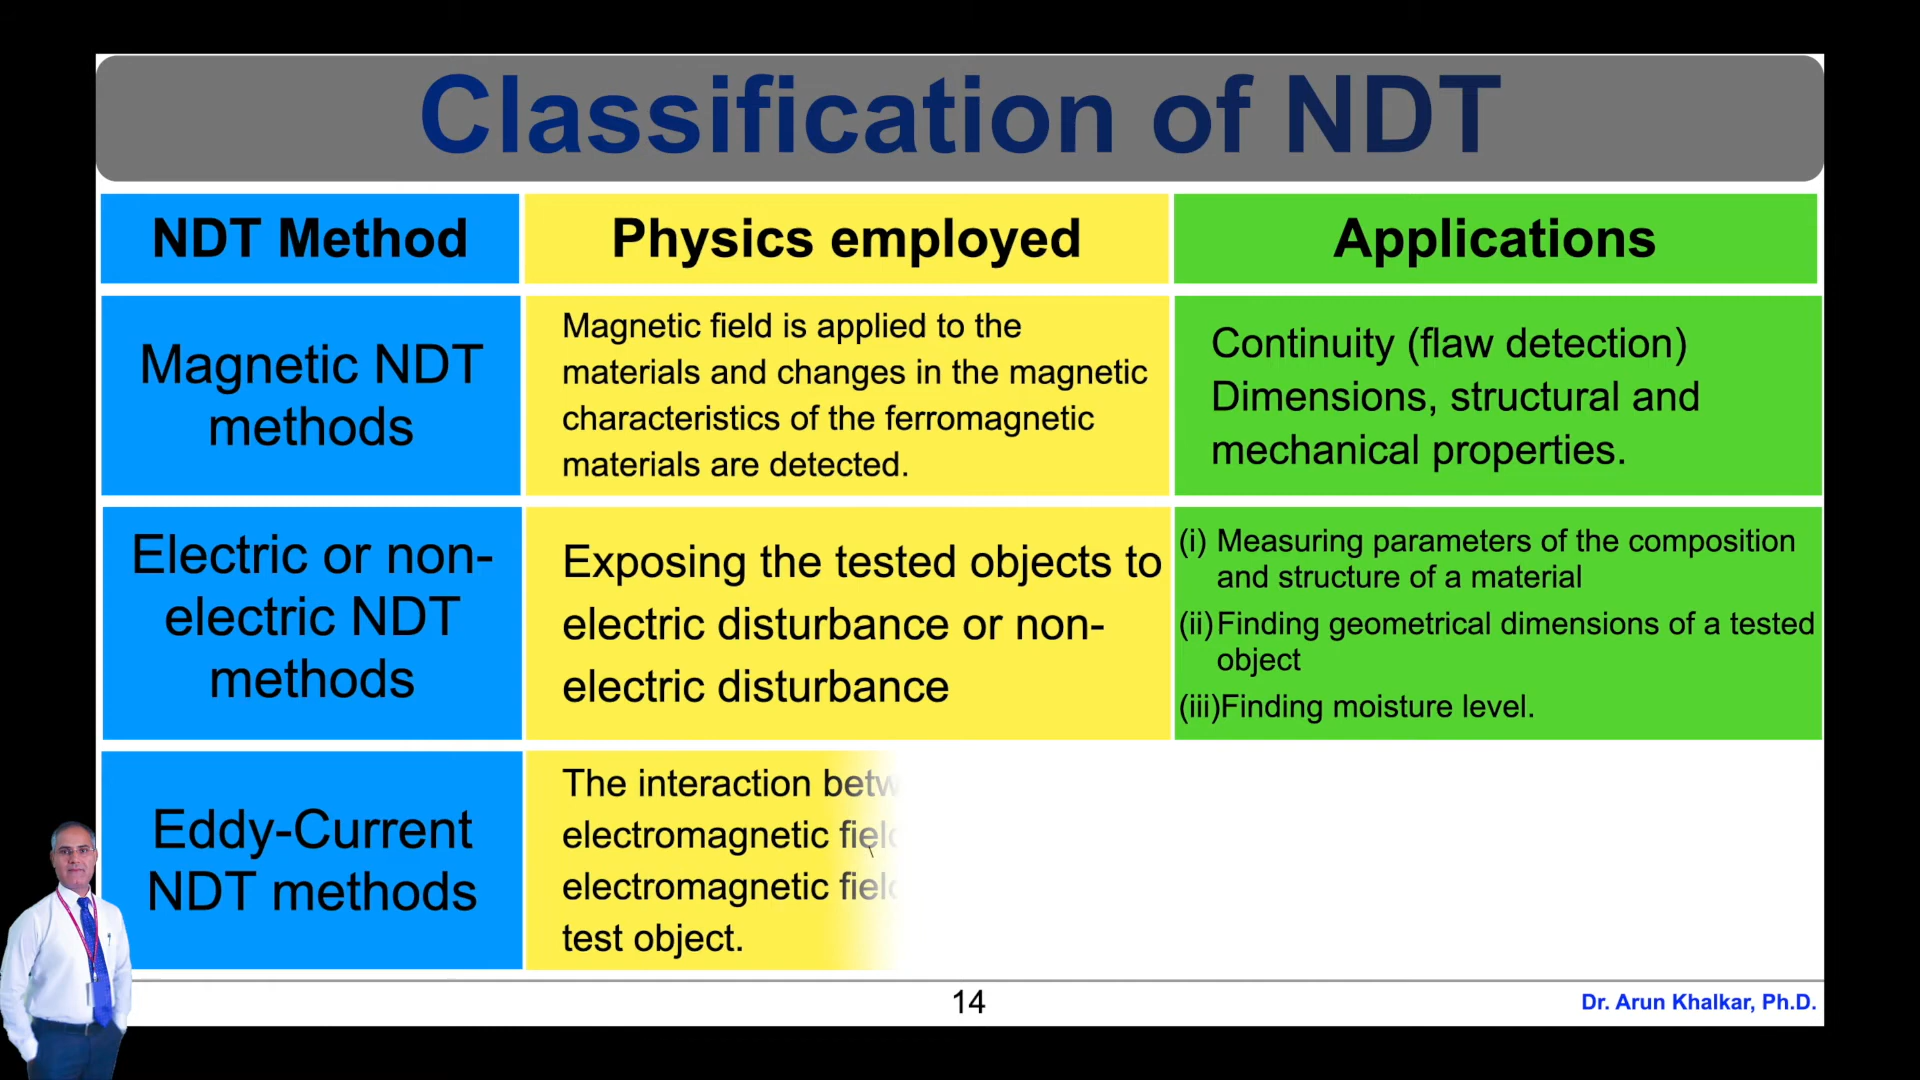 Classification of NDT
NDT Method
Physics employed
Applications
Magnetic NDT
methods
Magnetic field is applied to the
materials and changes in the magnetic
characteristics of the ferromagnetic
materials are detected.
Continuity (flaw detection)
Dimensions, structural and
mechanical properties.
Electric or non-
electric NDT
methods
Exposing the tested objects to
electric disturbance or non-
electric disturbance
(i) Measuring parameters of the composition
and structure of a material
(ii) Finding geometrical dimensions of a tested
object
(iii)Finding moisture level.
Eddy-Current
NDT methods
The interaction
electromagnetic
electromagnetic
test object.
14
Dr. Arun Khalkar, Ph.D.